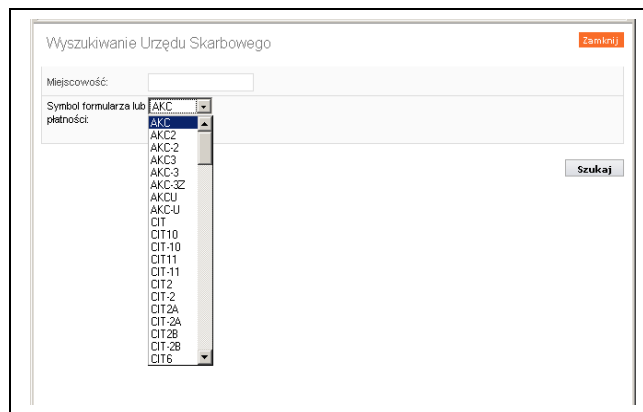 Wyszukiwanie Urzędu Skarbowego
Zamknij
Miejscowość:
Symbol formularza lub AKC
płatności:
AKC
AKC2
AKC-2
AKC3
AKC-3
AKC-3Z
AKCU
AKC-U
CIT
CIT10
CIT-10
CIT11
CIT-11
CIT2
CIT-2
CIT2A
CIT-2A
CIT2B
CIT-2B
CIT6
Szukaj